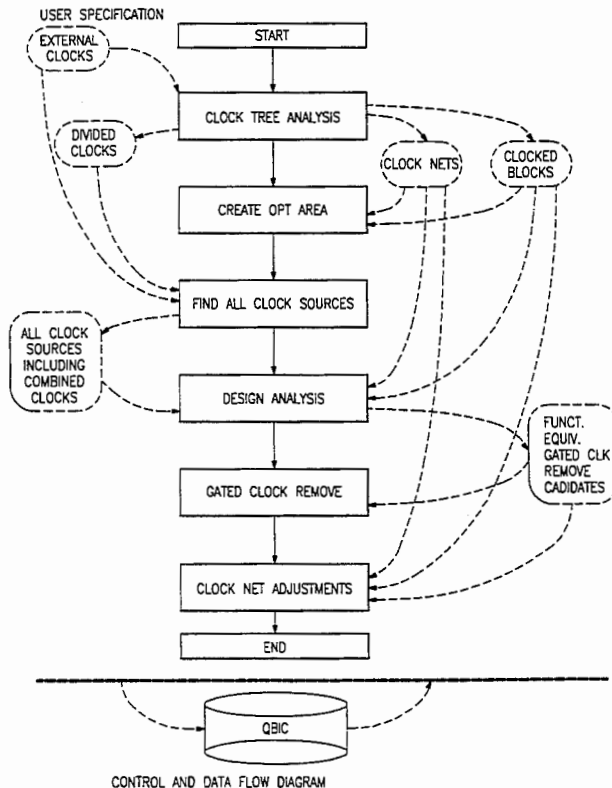 USER SPECIFICATION
EXTERNAL
CLOCKS
START
CLOCK TREE ANALYSIS
DIVIDED
CLOCKS
CLOCK NETS
CLOCKED
BLOCKS
CREATE OPT AREA
FIND ALL CLOCK SOURCES
ALL CLOCK
SOURCES
INCLUDING
COMBINED
CLOCKS
DESIGN ANALYSIS
FUNCT.
EQUIV.
GATED CLK
REMOVE
CADIDATES
GATED CLOCK REMOVE
CLOCK NET ADJUSTMENTS
END
QBIC
CONTROL AND DATA FLOW DIAGRAM